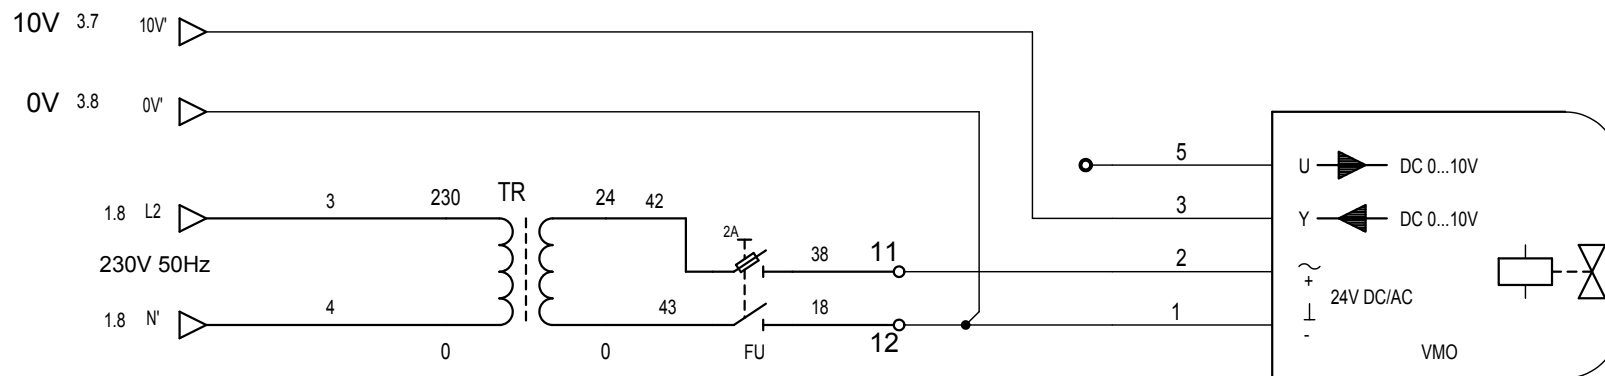 10V 3.7 10V'
0V 3.8 0V'
5 U DC 0...10V
1.8 L2 3 230 TR 24 42 3 Y DC 0...10V
2A
230V 50Hz 38 11 2 ~
+
24V DC/AC
1.8 N' 4 43 18 1 ⊥
-
0 0 FU 12 VMO